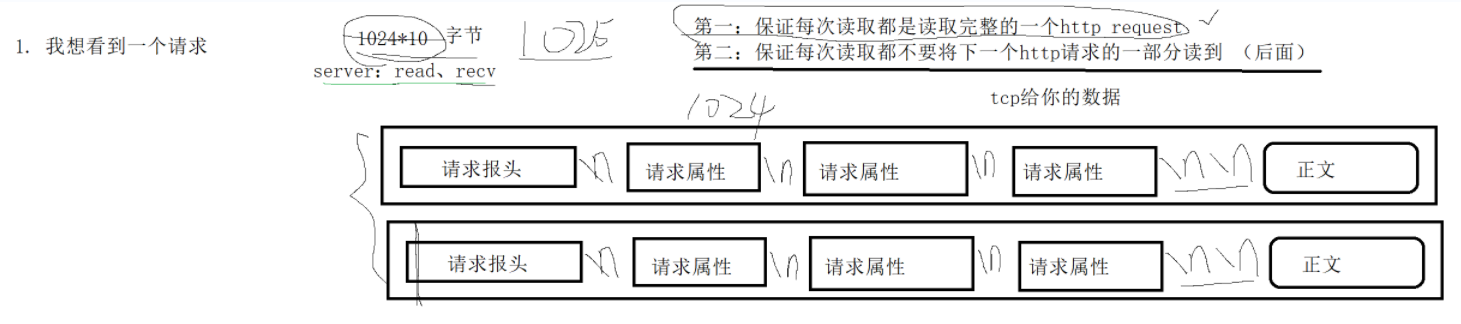 1. 我想看到一个请求
1024*10 字节 1025
server: read、recv
第一：保证每次读取都是读取完整的一个http request
第二：保证每次读取都不要将下一个http请求的一部分读到 （后面）
tcp给你的数据
1024
请求报头 \n 请求属性 \n 请求属性 \n 请求属性 \n\n 正文
请求报头 \n 请求属性 \n 请求属性 \n 请求属性 \n\n 正文